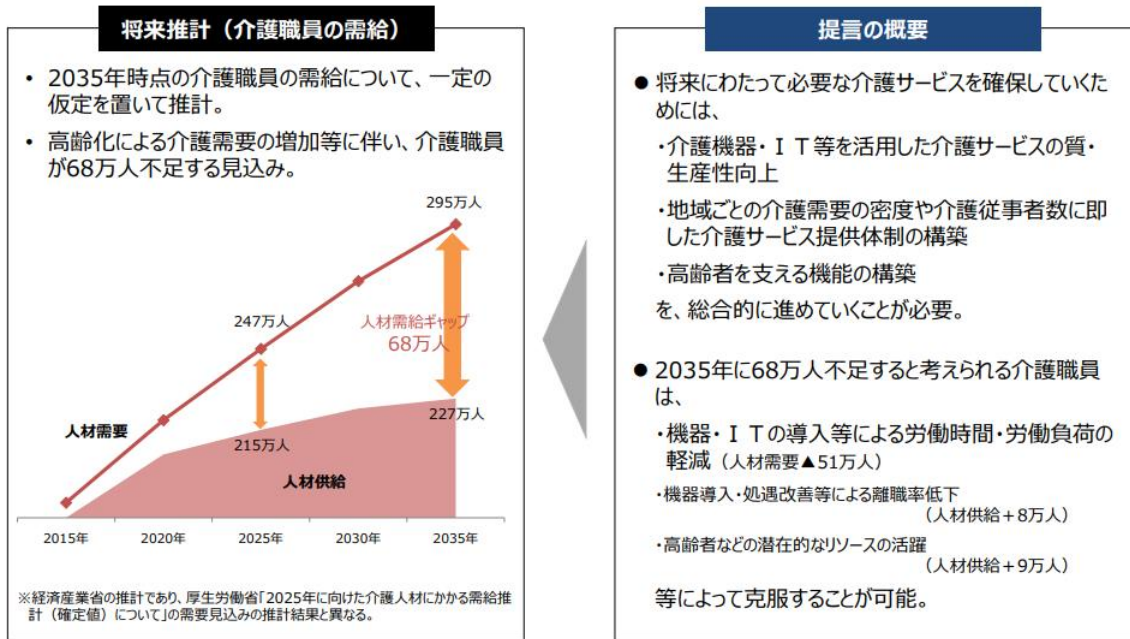 将来推計（介護職員の需給）
• 2035年時点の介護職員の需給について、一定の
仮定を置いて推計。
• 高齢化による介護需要の増加等に伴い、介護職員
が68万人不足する見込み。
295万人
247万人
人材需給ギャップ
68万人
227万人
人材需要
215万人
人材供給
2015年 2020年 2025年 2030年 2035年
※経済産業省の推計であり、厚生労働省「2025年に向けた介護人材にかかる需給推
計（確定値）について」の需要見込みの推計結果と異なる。
提言の概要
● 将来にわたって必要な介護サービスを確保していくた
めには、
・介護機器・ＩＴ等を活用した介護サービスの質・
生産性向上
・地域ごとの介護需要の密度や介護従事者数に即
した介護サービス提供体制の構築
・高齢者を支える機能の構築
を、総合的に進めていくことが必要。
● 2035年に68万人不足すると考えられる介護職員
は、
・機器・ＩＴの導入等による労働時間・労働負荷の
軽減（人材需要▲51万人）
・機器導入・処遇改善等による離職率低下
（人材供給＋8万人）
・高齢者などの潜在的なリソースの活躍
（人材供給＋9万人）
等によって克服することが可能。